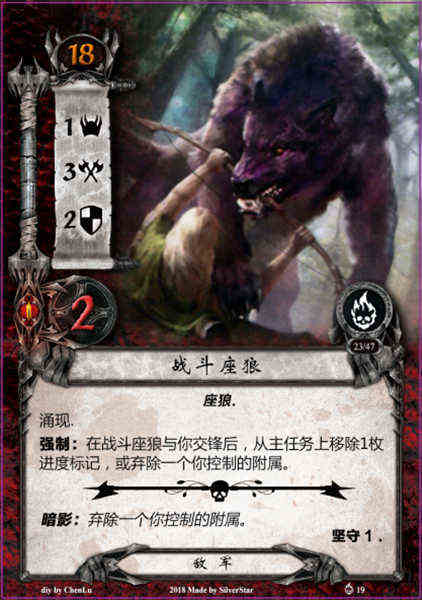 18
1
3
2
2
23/47
战斗座狼
座狼.
涌现.
强制：在战斗座狼与你交锋后，从主任务上移除1枚
进度标记，或弃除一个你控制的附属。
暗影：弃除一个你控制的附属。
坚守 1 .
敌 军
diy by ChenLu
2018 Made by SilverStar
19